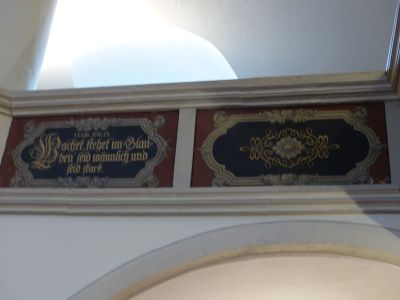 Wachet, stehet im Glau-
ben seid männlich und
seid stark.